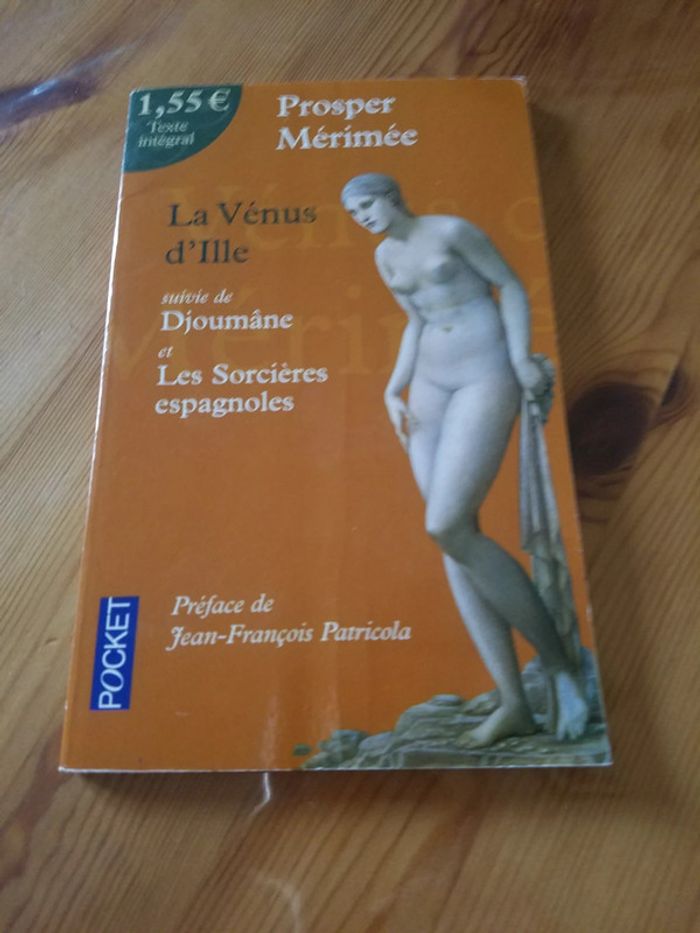 1,55 €
Texte
intégral
Prosper
Mérimée
La Vénus
d'Ille
suivie de
Djoumâne
et
Les Sorcières
espagnoles
Préface de
Jean-François Patricola
POCKET